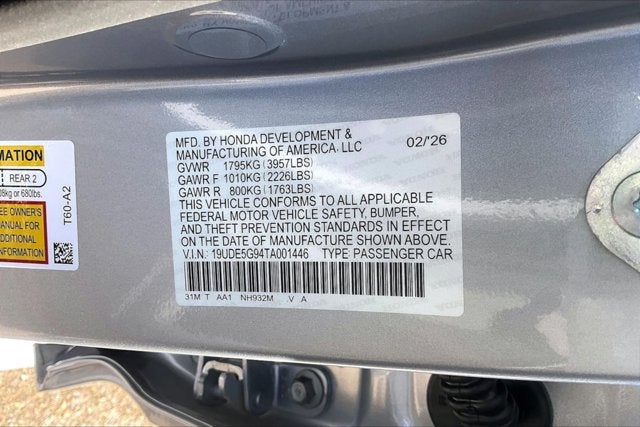 MFD. BY HONDA DEVELOPMENT &
MANUFACTURING OF AMERICA, LLC 02/'26
GVWR 1795KG (3957LBS)
GAWR F 1010KG (2226LBS)
GAWR R 800KG (1763LBS)
THIS VEHICLE CONFORMS TO ALL APPLICABLE
FEDERAL MOTOR VEHICLE SAFETY, BUMPER,
AND THEFT PREVENTION STANDARDS IN EFFECT
ON THE DATE OF MANUFACTURE SHOWN ABOVE.
V.I.N.: 19UDE5G94TA001446 TYPE PASSENGER CAR
31M T AA1 NH932M V A
MATION
REAR 2
or 680lbs.
OWNER'S
MANUAL FOR
ADDITIONAL
T60-A2